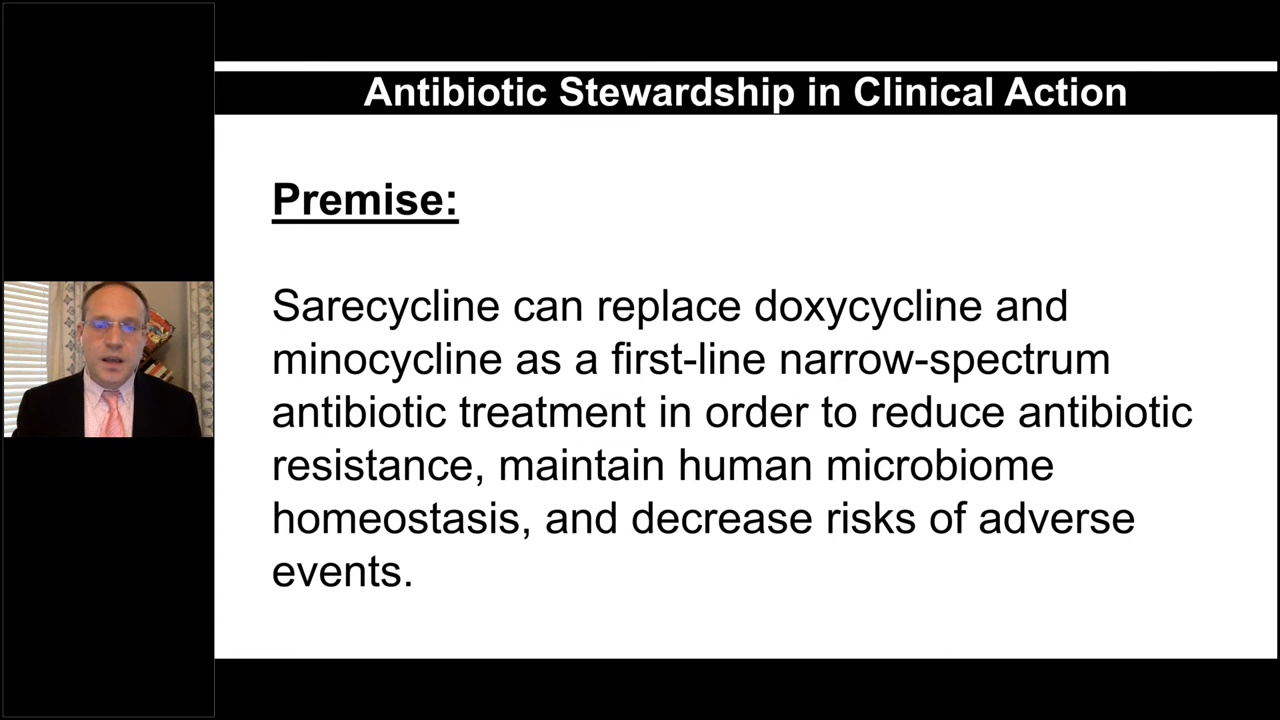 Antibiotic Stewardship in Clinical Action
Premise:
Sarecycline can replace doxycycline and
minocycline as a first-line narrow-spectrum
antibiotic treatment in order to reduce antibiotic
resistance, maintain human microbiome
homeostasis, and decrease risks of adverse
events.